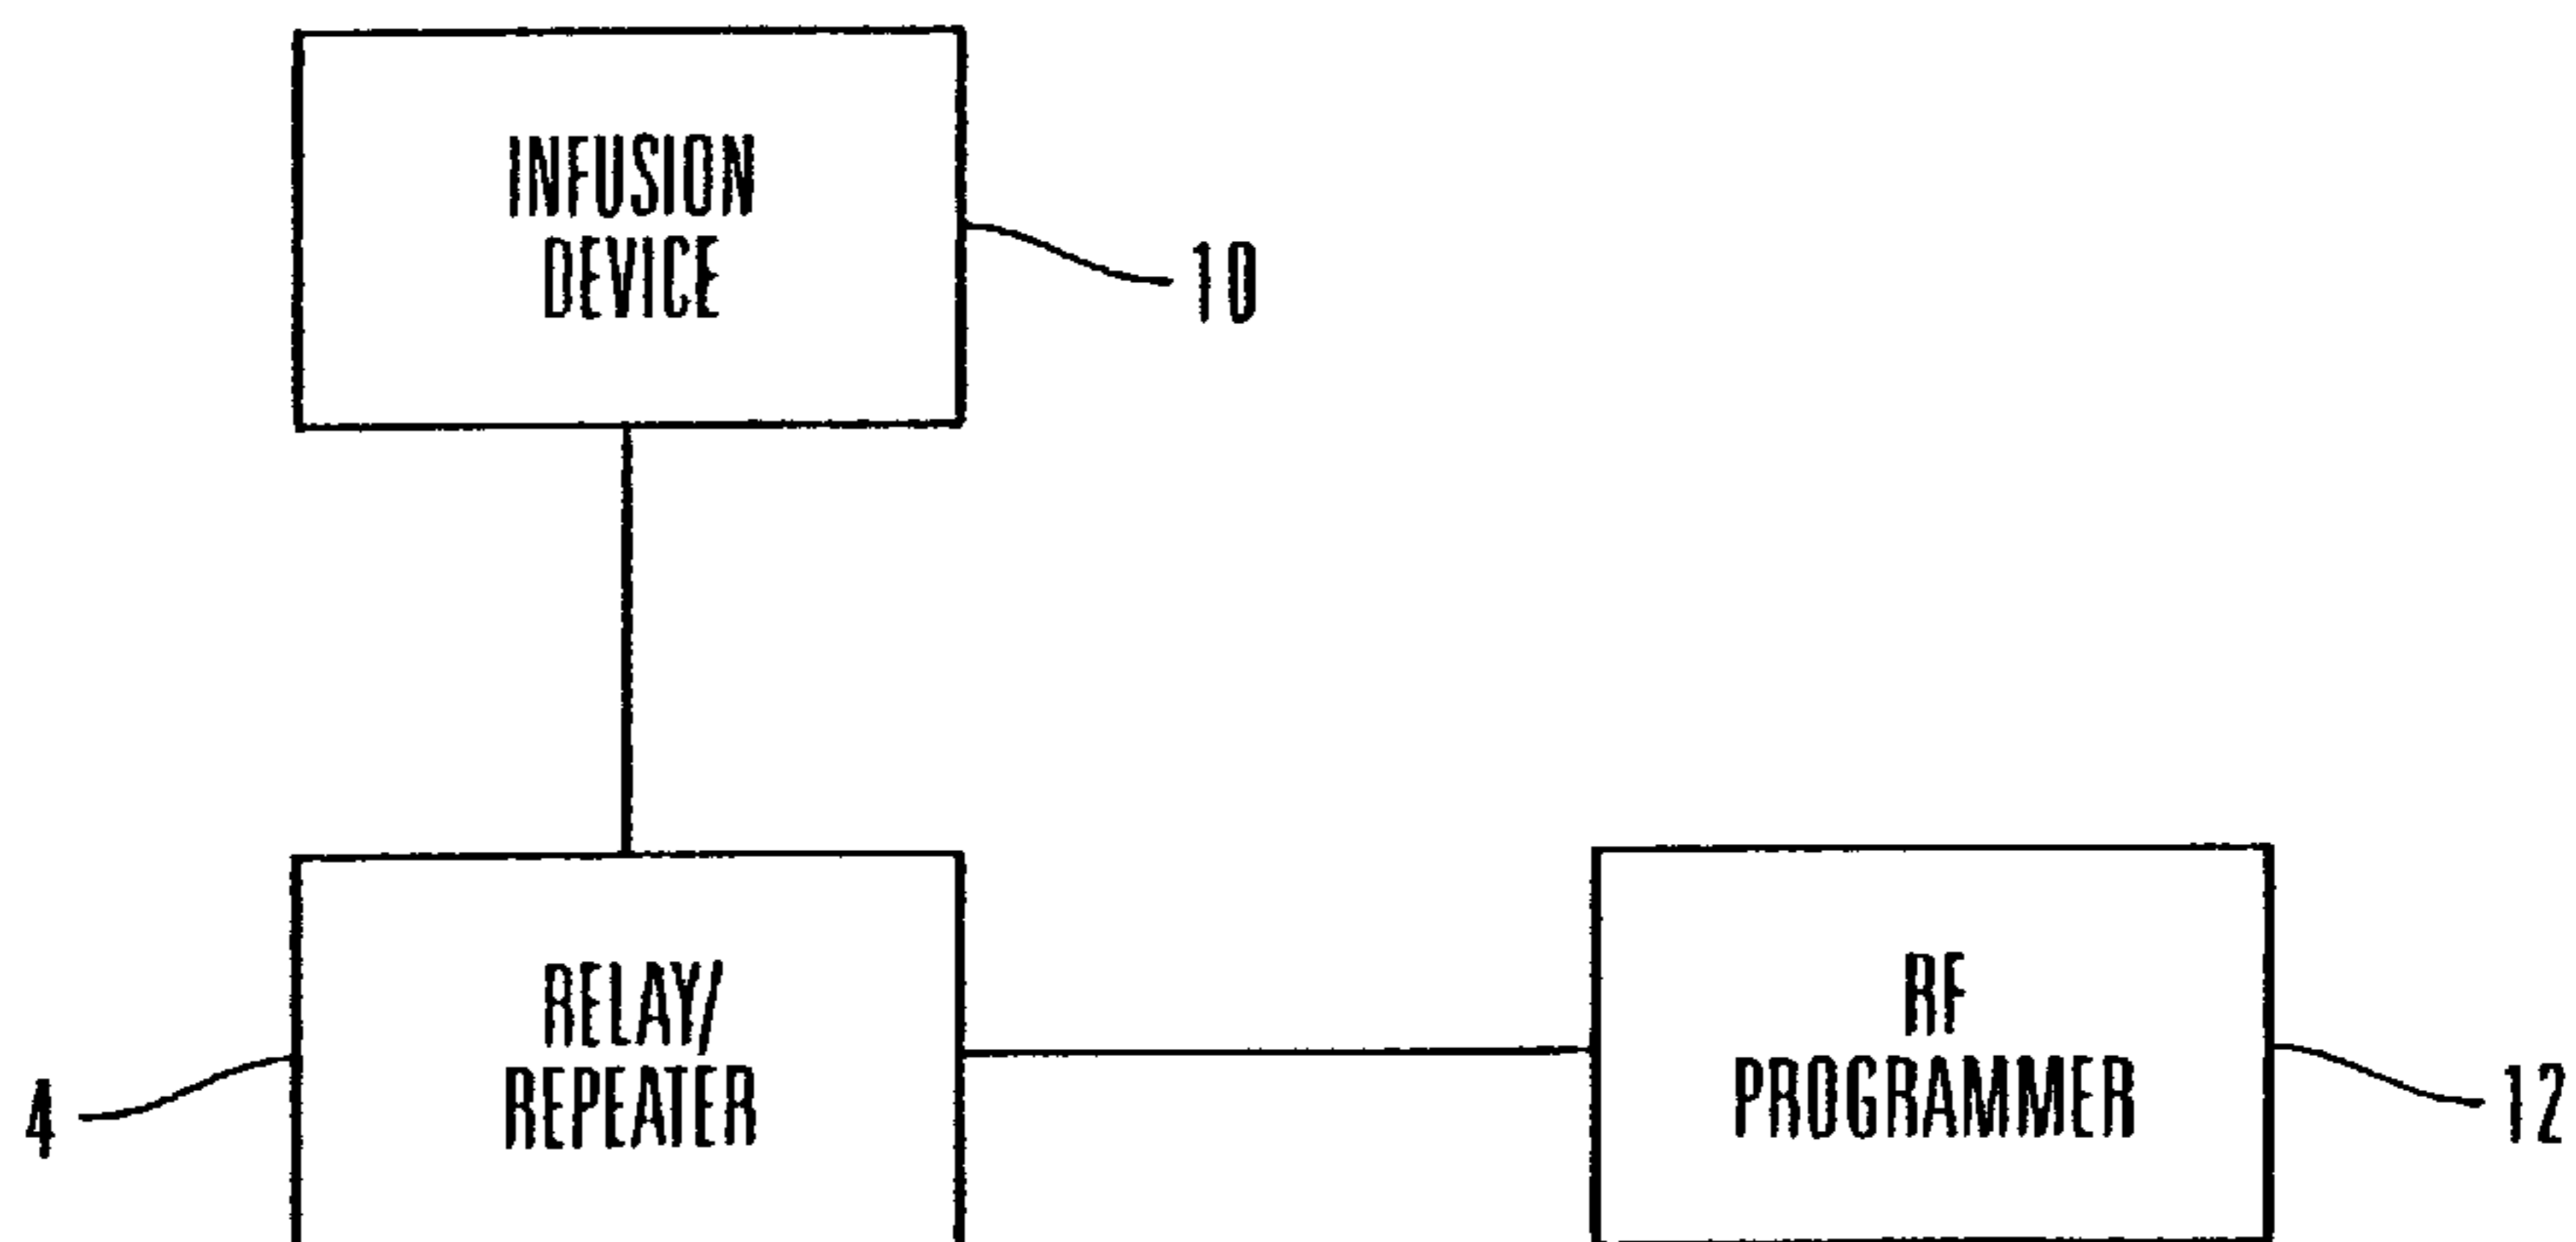 INFUSION
DEVICE
10
RELAY/
REPEATER
4
RF
PROGRAMMER
12